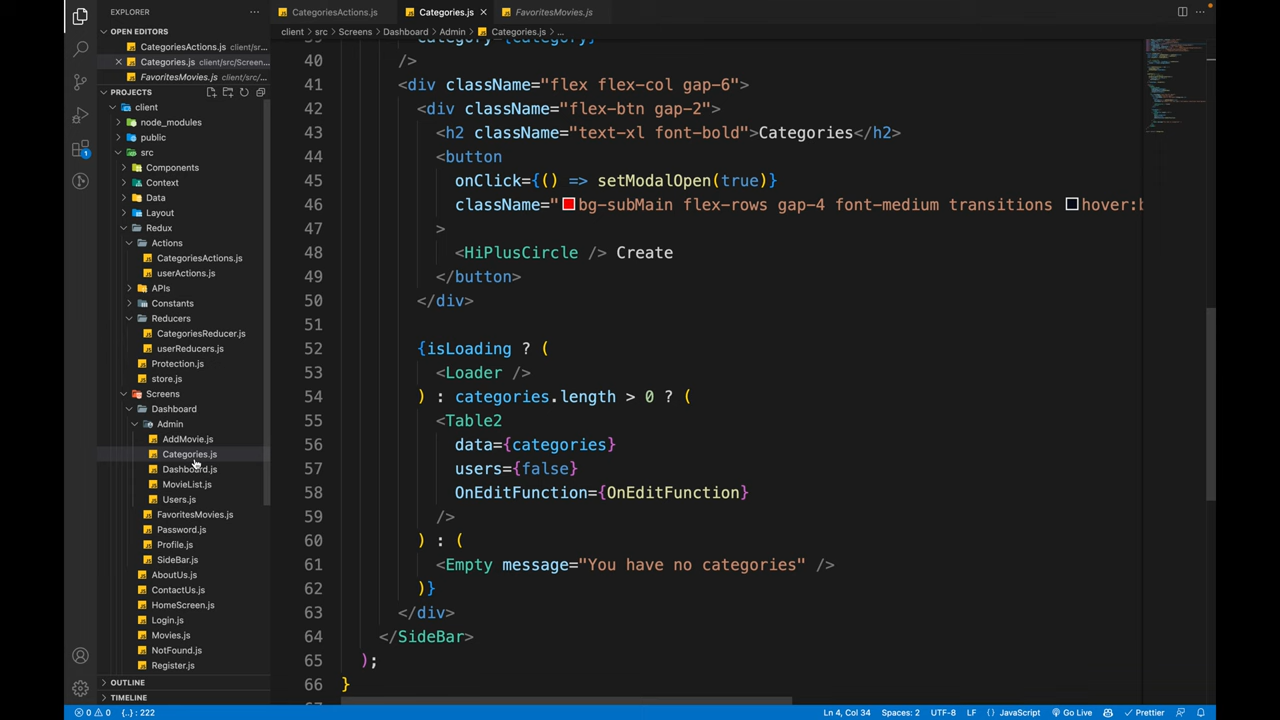 EXPLORER
CategoriesActions.js
Categories.js
FavoritesMovies.js
OPEN EDITORS
client > src > Screens > Dashboard > Admin > Categories.js > ...
CategoriesActions.js client/sr...
Categories.js client/src/Screen...
FavoritesMovies.js client/src/...
PROJECTS
client
node_modules
public
src
Components
Context
Data
Layout
Redux
Actions
CategoriesActions.js
userActions.js
APIs
Constants
Reducers
CategoriesReducer.js
userReducers.js
Protection.js
store.js
Screens
Dashboard
Admin
AddMovie.js
Categories.js
Dashboard.js
MovieList.js
Users.js
FavoritesMovies.js
Password.js
Profile.js
SideBar.js
AboutUs.js
ContactUs.js
HomeScreen.js
Login.js
Movies.js
NotFound.js
Register.js
OUTLINE
TIMELINE
39 category={category}
40 />
41 <div className="flex flex-col gap-6">
42 <div className="flex-btn gap-2">
43 <h2 className="text-xl font-bold">Categories</h2>
44 <button
45 onClick={() => setModalOpen(true)}
46 className="bg-subMain flex-rows gap-4 font-medium transitions hover:b
47 >
48 <HiPlusCircle /> Create
49 </button>
50 </div>
51
52 {isLoading ? (
53 <Loader />
54 ) : categories.length > 0 ? (
55 <Table2
56 data={categories}
57 users={false}
58 OnEditFunction={OnEditFunction}
59 />
60 ) : (
61 <Empty message="You have no categories" />
62 )}
63 </div>
64 </SideBar>
65 );
66 }
1
0 0 {..} : 222
Ln 4, Col 34 Spaces: 2 UTF-8 LF {} JavaScript Go Live Prettier